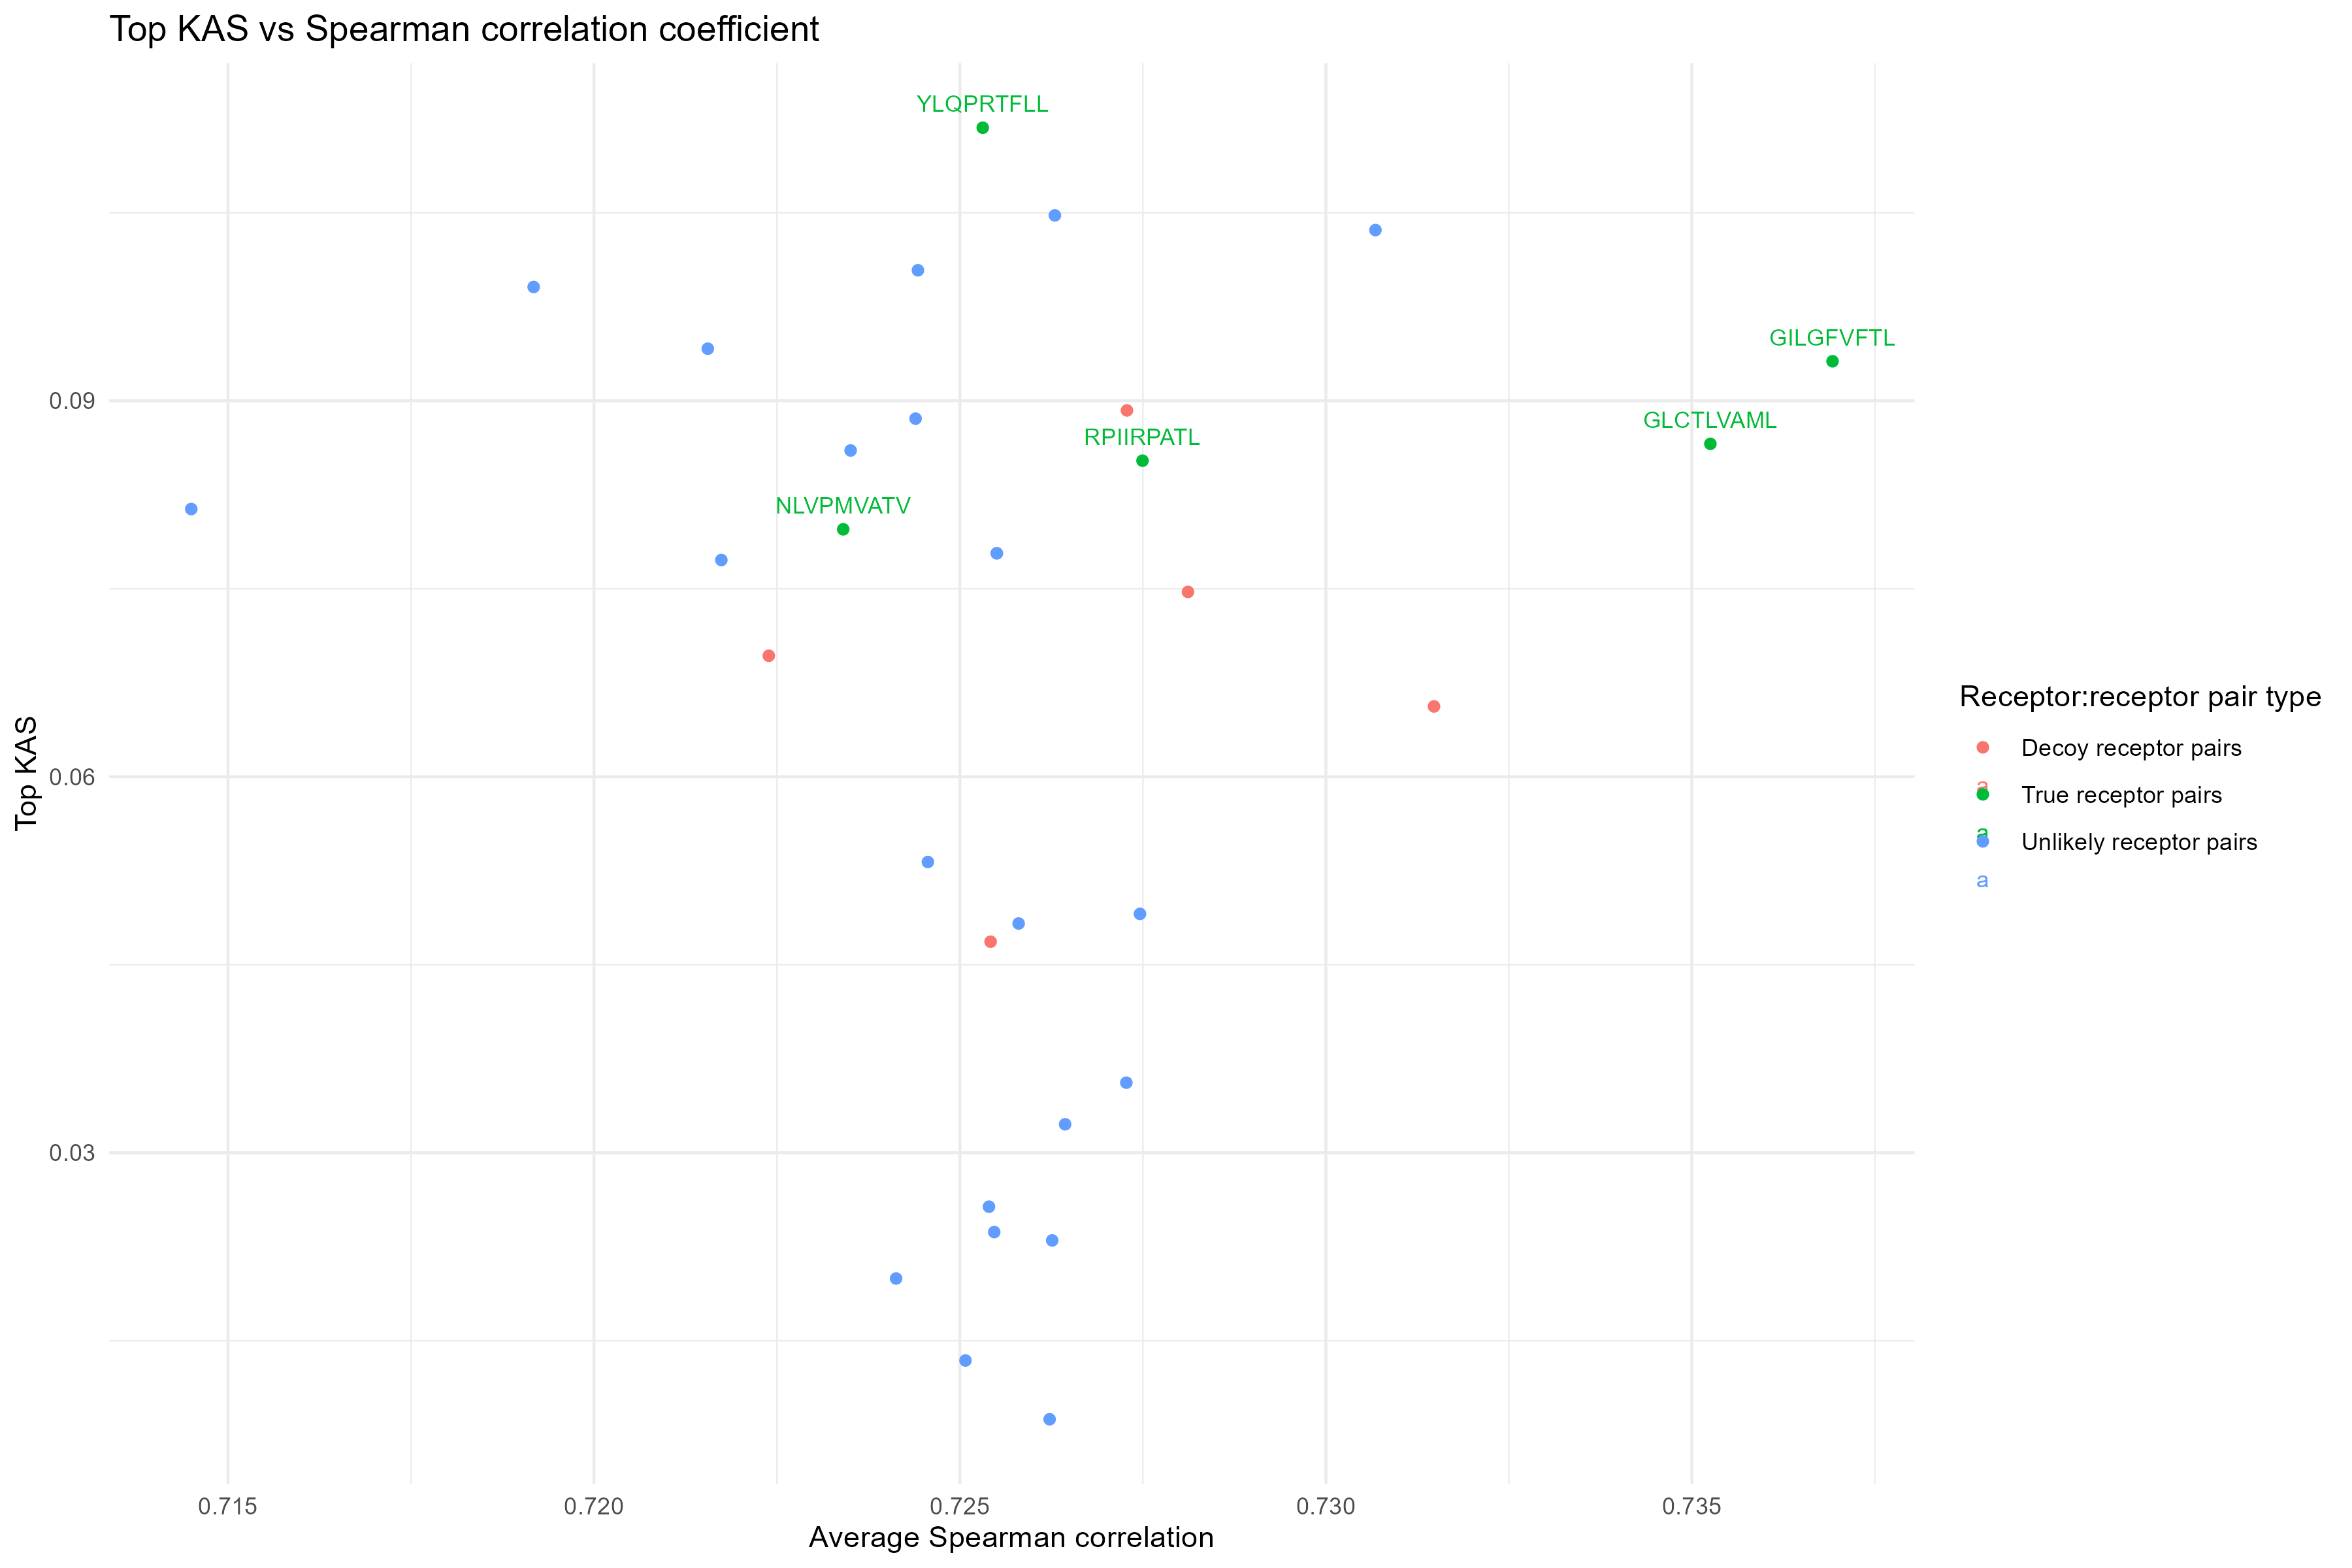 Top KAS vs Spearman correlation coefficient
YLQPRTFLL
GILGFVFTL
GLCTLVAML
RPIIRPATL
NLVPMVATV
0.09
0.06
0.03
Top KAS
0.715
0.720
0.725
0.730
0.735
Average Spearman correlation
Receptor:receptor pair type
Decoy receptor pairs
a
True receptor pairs
a
Unlikely receptor pairs
a